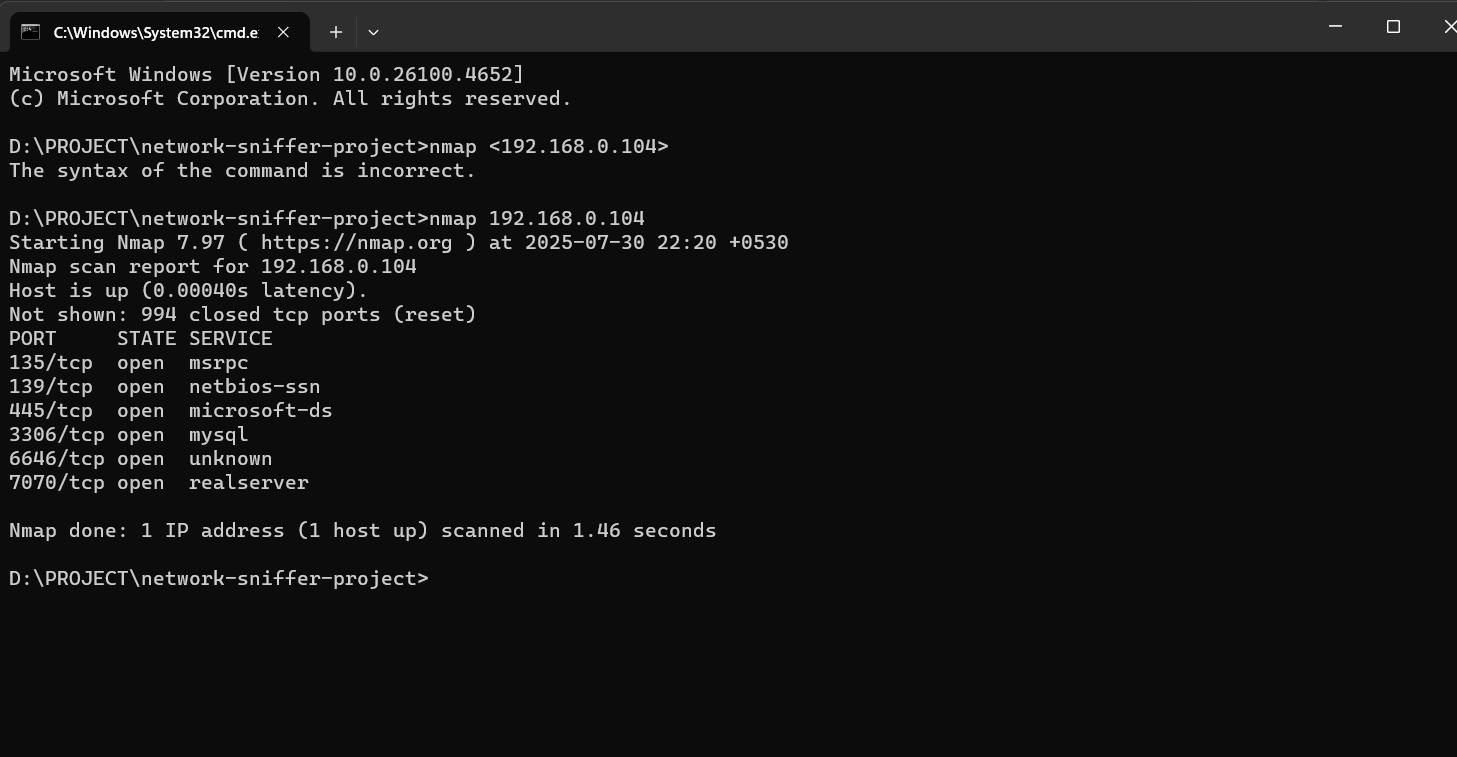 C:\Windows\System32\cmd.e
Microsoft Windows [Version 10.0.26100.4652]
(c) Microsoft Corporation. All rights reserved.
D:\PROJECT\network-sniffer-project>nmap <192.168.0.104>
The syntax of the command is incorrect.
D:\PROJECT\network-sniffer-project>nmap 192.168.0.104
Starting Nmap 7.97 ( https://nmap.org ) at 2025-07-30 22:20 +0530
Nmap scan report for 192.168.0.104
Host is up (0.00040s latency).
Not shown: 994 closed tcp ports (reset)
PORT     STATE SERVICE
135/tcp  open  msrpc
139/tcp  open  netbios-ssn
445/tcp  open  microsoft-ds
3306/tcp open  mysql
6646/tcp open  unknown
7070/tcp open  realserver
Nmap done: 1 IP address (1 host up) scanned in 1.46 seconds
D:\PROJECT\network-sniffer-project>